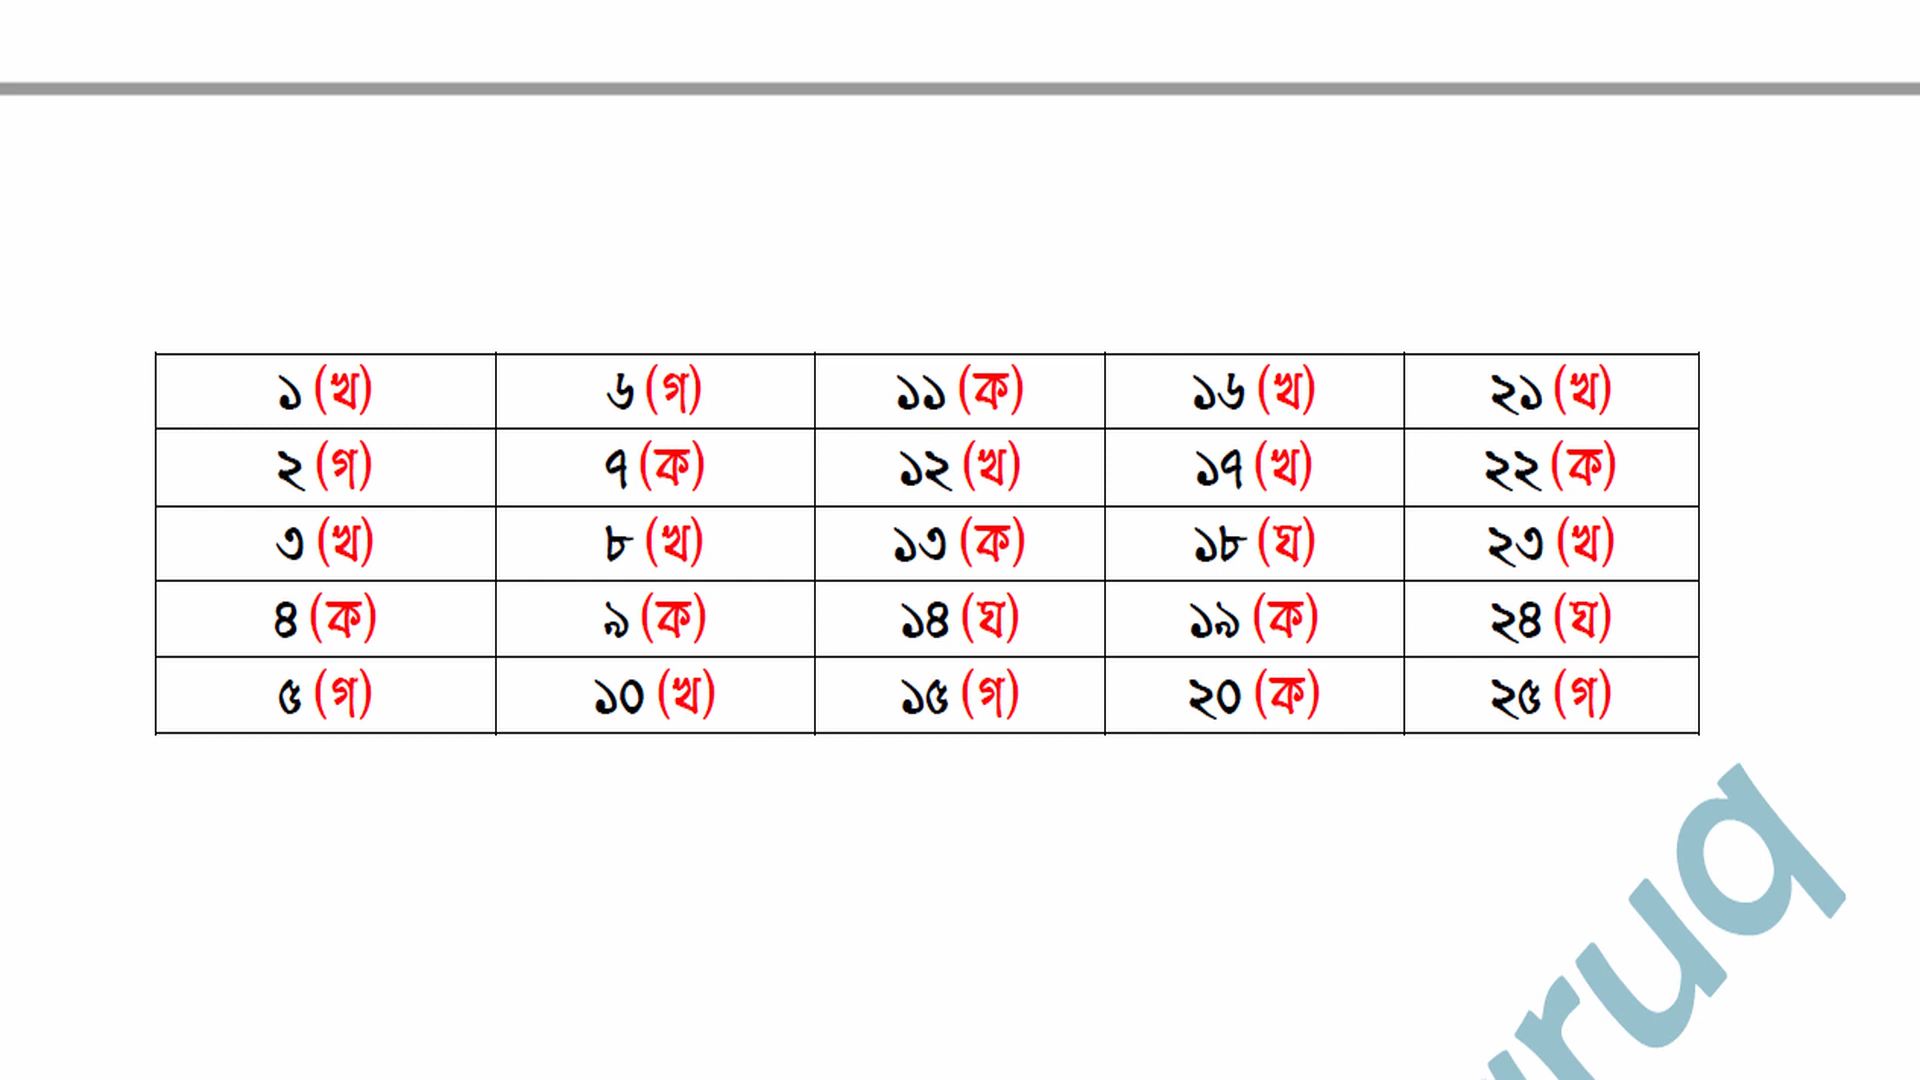 ১ (খ) ৬ (গ) ১১ (ক) ১৬ (খ) ২১ (খ)
২ (গ) ৭ (ক) ১২ (খ) ১৭ (খ) ২২ (ক)
৩ (খ) ৮ (খ) ১৩ (ক) ১৮ (ঘ) ২৩ (খ)
৪ (ক) ৯ (ক) ১৪ (ঘ) ১৯ (ক) ২৪ (ঘ)
৫ (গ) ১০ (খ) ১৫ (গ) ২০ (ক) ২৫ (গ)